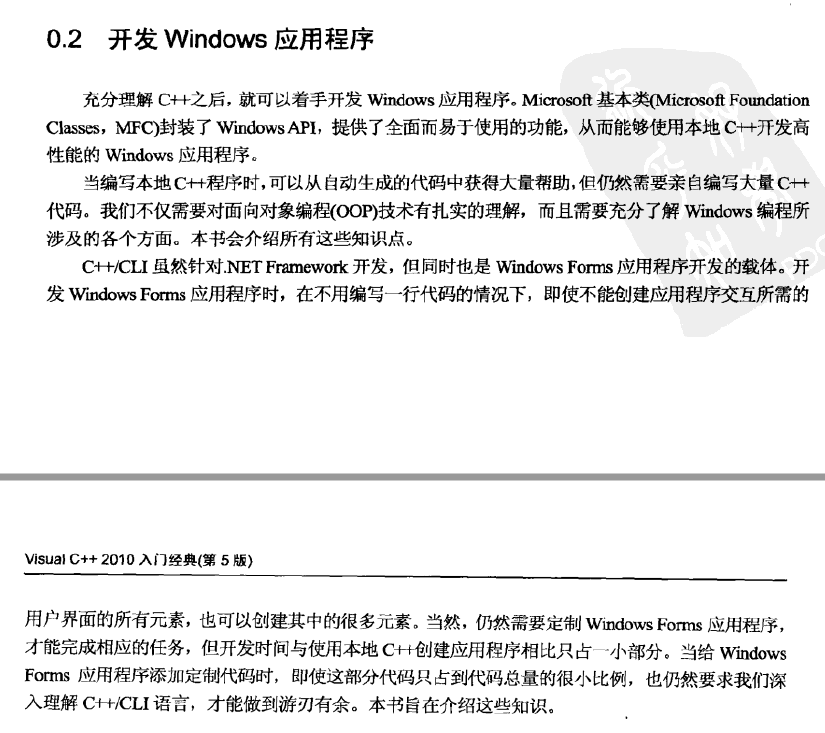 0.2 开发 Windows 应用程序
充分理解 C++之后，就可以着手开发 Windows 应用程序。Microsoft 基本类(Microsoft Foundation
Classes，MFC)封装了 Windows API，提供了全面而易于使用的功能，从而能够使用本地 C++开发高
性能的 Windows 应用程序。
当编写本地 C++程序时，可以从自动生成的代码中获得大量帮助，但仍然需要亲自编写大量 C++
代码。我们不仅需要对面向对象编程(OOP)技术有扎实的理解，而且需要充分了解 Windows 编程所
涉及的各个方面。本书会介绍所有这些知识点。
C++/CLI 虽然针对.NET Framework 开发，但同时也是 Windows Forms 应用程序开发的载体。开
发 Windows Forms 应用程序时，在不用编写一行代码的情况下，即使不能创建应用程序交互所需的
Visual C++ 2010 入门经典(第 5 版)
用户界面的所有元素，也可以创建其中的很多元素。当然，仍然需要定制 Windows Forms 应用程序，
才能完成相应的任务，但开发时间与使用本地 C++创建应用程序相比只占一小部分。当给 Windows
Forms 应用程序添加定制代码时，即使这部分代码只占到代码总量的很小比例，也仍然要求我们深
入理解 C++/CLI 语言，才能做到游刃有余。本书旨在介绍这些知识。